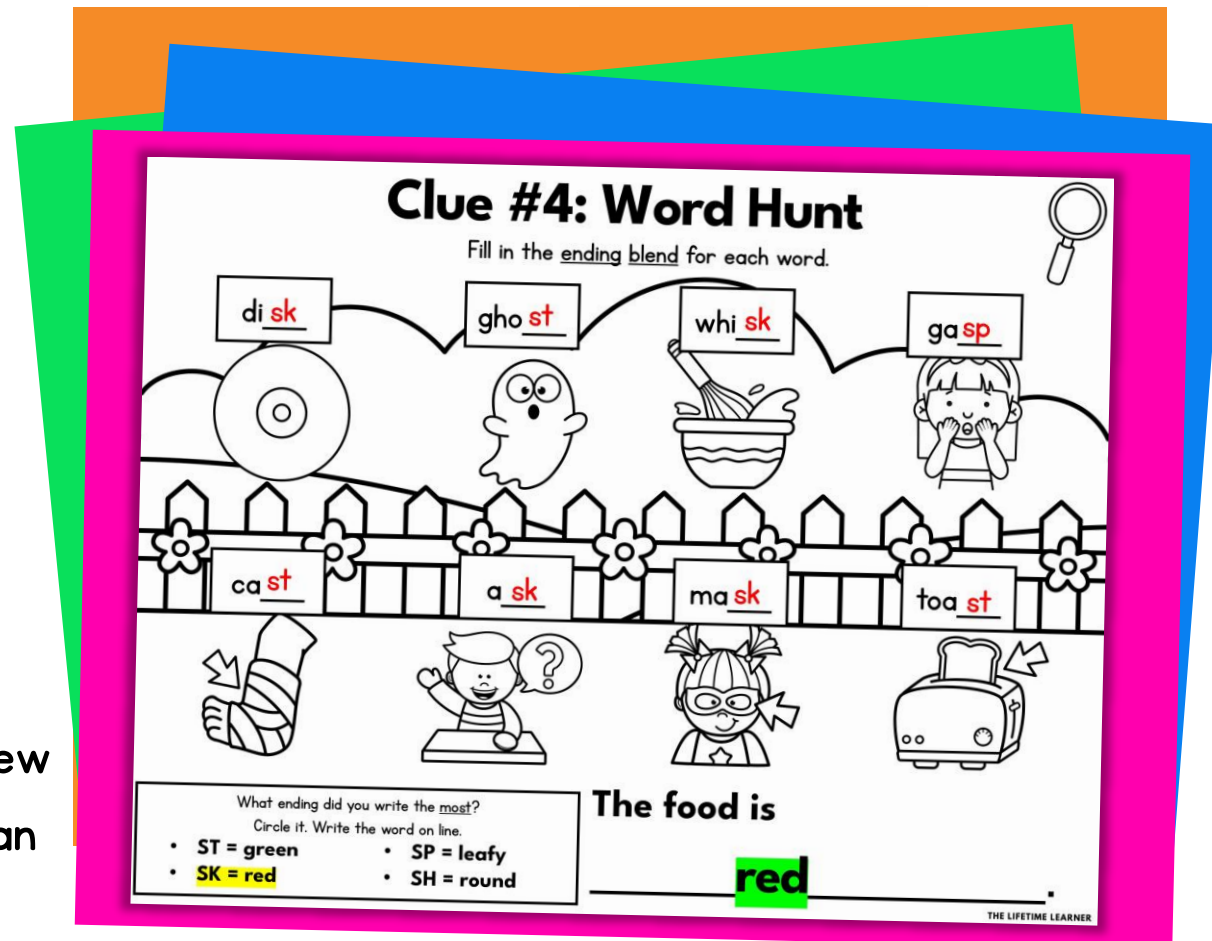 Clue #4: Word Hunt
Fill in the ending blend for each word.
disk
ghost
whisk
gasp
cast
ask
?
mask
toast
What ending did you write the most?
Circle it. Write the word on line.
• ST = green
• SK = red
• SP = leafy
• SH = round
The food is
red.
THE LIFETIME LEARNER